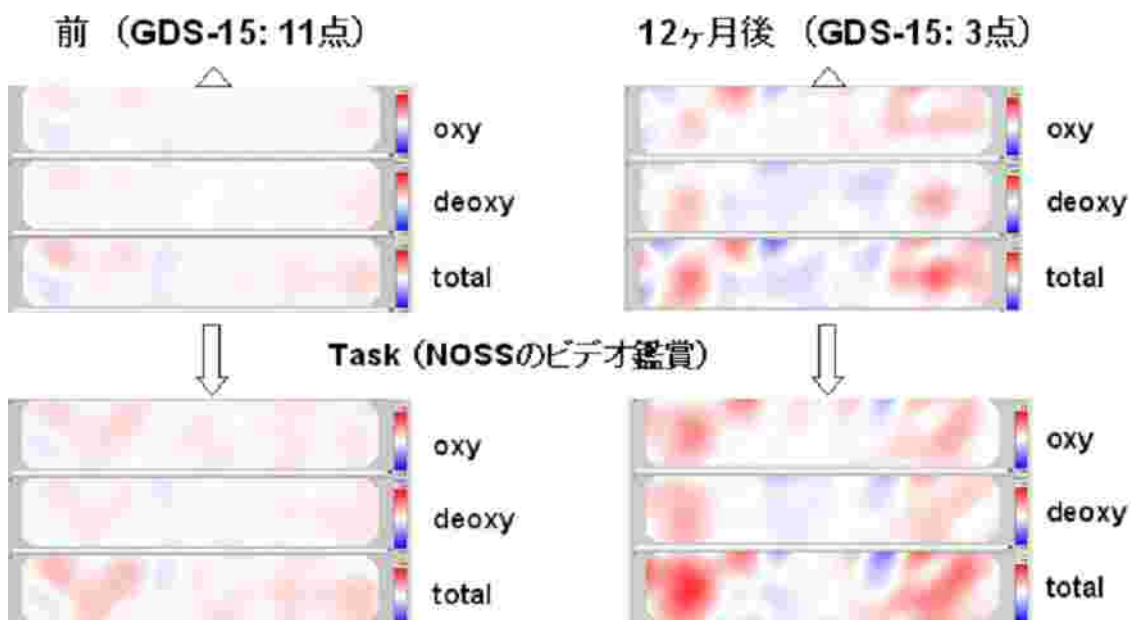 前 （GDS-15: 11点）
12ヶ月後 （GDS-15: 3点）
oxy
deoxy
total
oxy
deoxy
total
Task （NOSSのビデオ鑑賞）
oxy
deoxy
total
oxy
deoxy
total